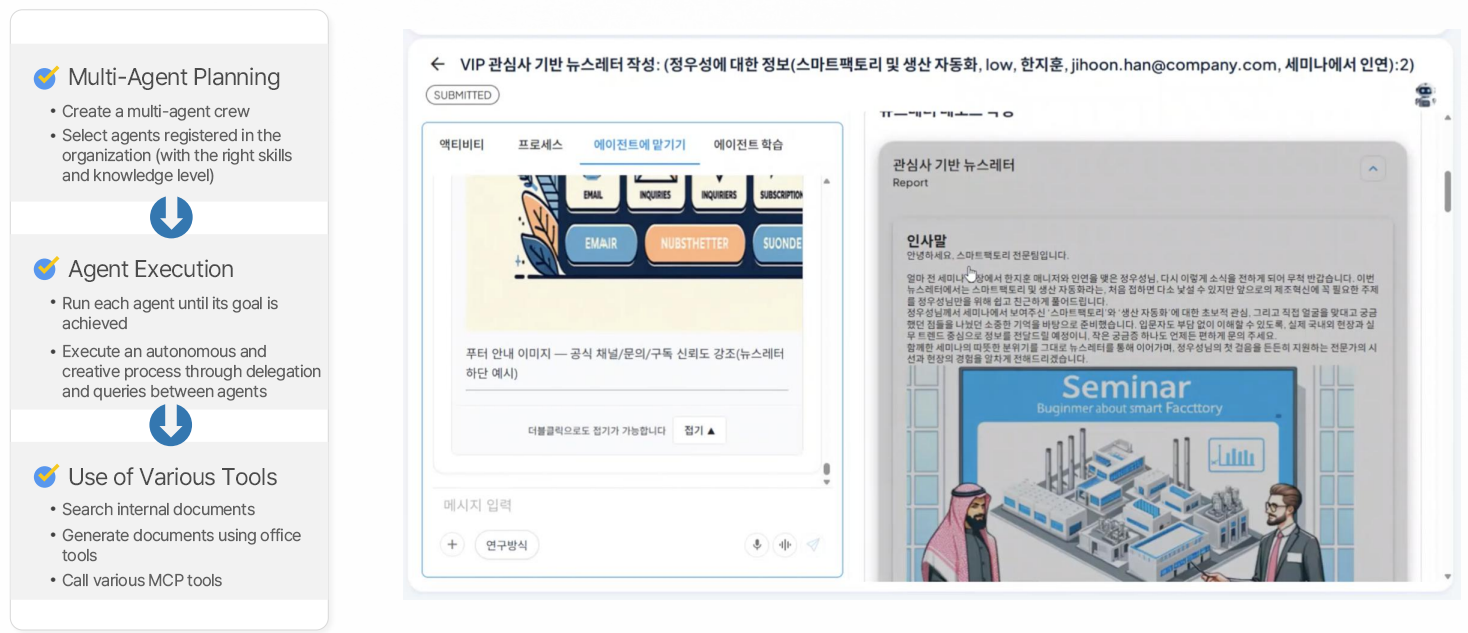 Multi-Agent Planning
• Create a multi-agent crew
• Select agents registered in the
organization (with the right skills
and knowledge level)
Agent Execution
• Run each agent until its goal is
achieved
• Execute an autonomous and
creative process through delegation
and queries between agents
Use of Various Tools
• Search internal documents
• Generate documents using office
tools
• Call various MCP tools
VIP 관심사 기반 뉴스레터 작성: (정우성에 대한 정보(스마트팩토리 및 생산 자동화, low, 한지훈, jihoon.han@company.com, 세미나에서 인연):2)
SUBMITTED
액티비티 프로세스 에이전트에 맡기기 에이전트 학습
EMAIL INQUIRIES INQUIRIERS SUBSCRIPTION
EMAIR NUBSTHETTER SUONDE
푸터 안내 이미지 — 공식 채널/문의/구독 신뢰도 강조(뉴스레터
하단 예시)
더블클릭으로도 접기가 가능합니다 접기 ▲
메시지 입력
연구방식
관심사 기반 뉴스레터
Report
인사말
안녕하세요, 스마트팩토리 전문팀입니다.
얼마 전 세미나 장에서 한지훈 매니저와 인연을 맺은 정우성님, 다시 이렇게 소식을 전하게 되어 무척 반갑습니다. 이번
뉴스레터에서는 스마트팩토리 및 생산 자동화라는, 처음 접하면 다소 낯설 수 있지만 앞으로의 제조혁신에 꼭 필요한 주제
를 정우성님만을 위해 쉽고 친근하게 풀어드립니다.
정우성님께서 세미나에서 보여주신 '스마트팩토리'와 '생산 자동화'에 대한 초보적 관심, 그리고 직접 얼굴을 맞대고 궁금
했던 점들을 나눴던 소중한 기억을 바탕으로 준비했습니다. 입문자도 부담 없이 이해할 수 있도록, 실제 국내외 현장과 실
무 트렌드 중심으로 정보를 전달드릴 예정이니, 작은 궁금증 하나도 언제든 편하게 문의 주세요.
함께한 세미나의 따뜻한 분위기를 그대로 뉴스레터를 통해 이어가며, 정우성님의 첫 걸음을 든든히 지원하는 전문가의 시
선과 현장의 경험을 알차게 전해드리겠습니다.
Seminar
Buginmer about smart Faccttory